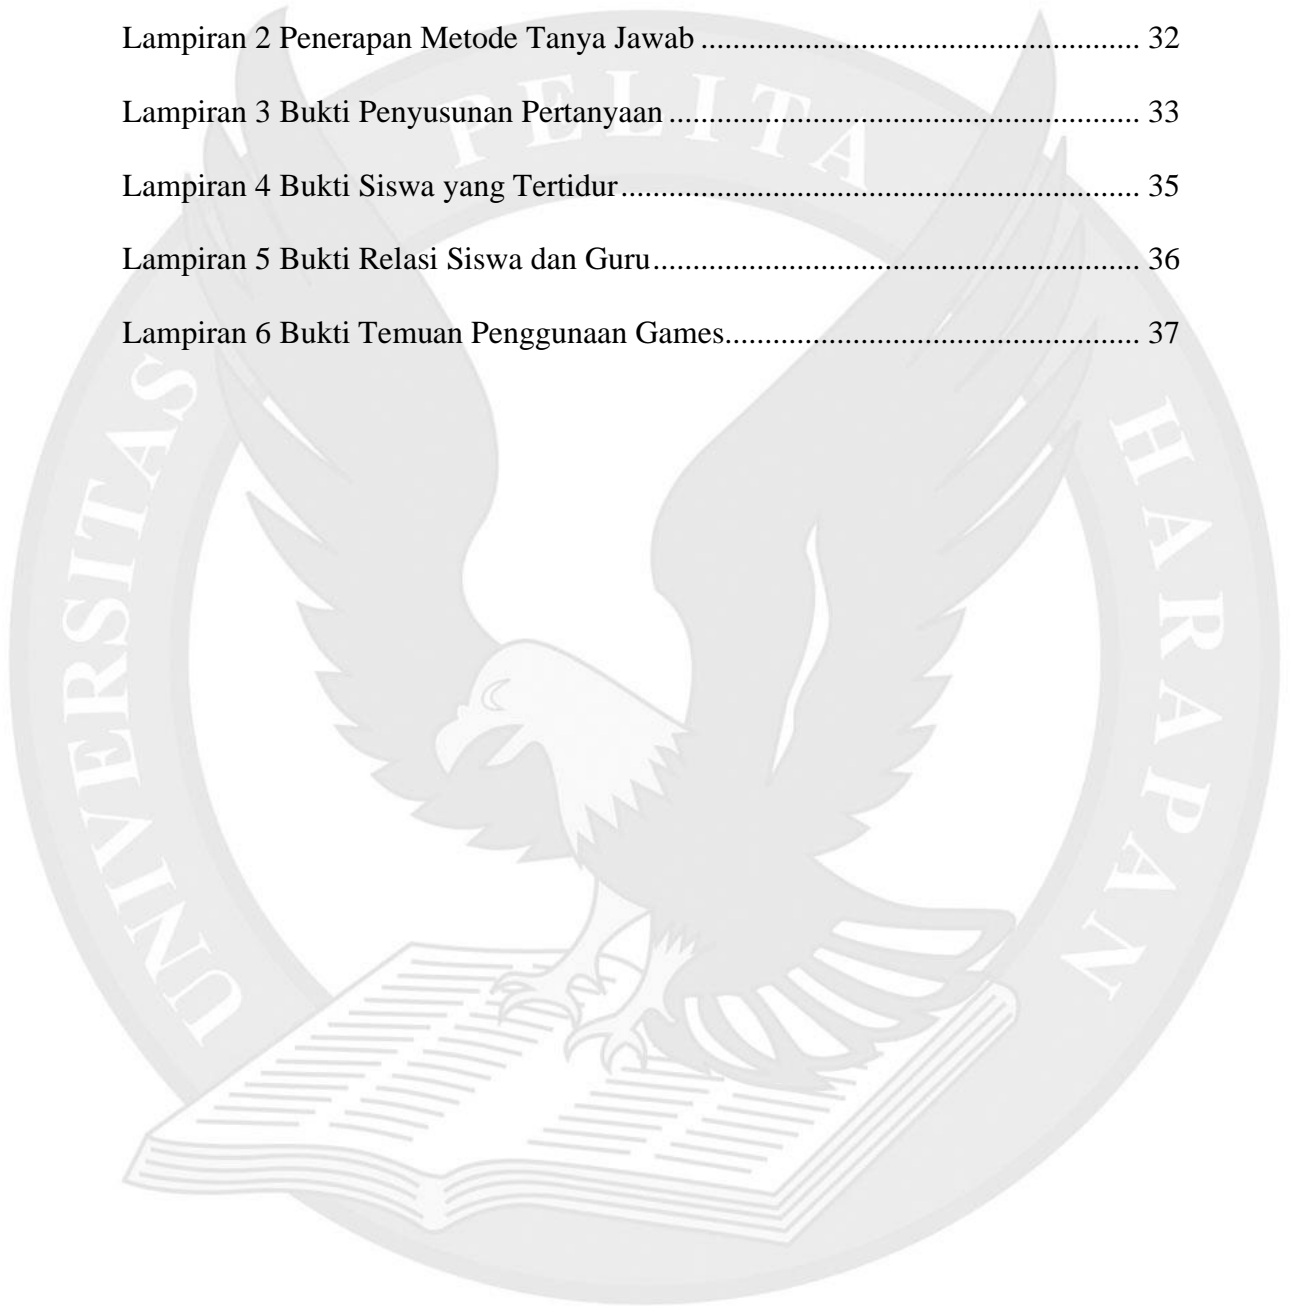 Lampiran 2 Penerapan Metode Tanya Jawab ...................................................... 32
Lampiran 3 Bukti Penyusunan Pertanyaan .......................................................... 33
Lampiran 4 Bukti Siswa yang Tertidur ................................................................ 35
Lampiran 5 Bukti Relasi Siswa dan Guru ............................................................ 36
Lampiran 6 Bukti Temuan Penggunaan Games................................................... 37
UNIVERSITAS PELITA HARAPAN